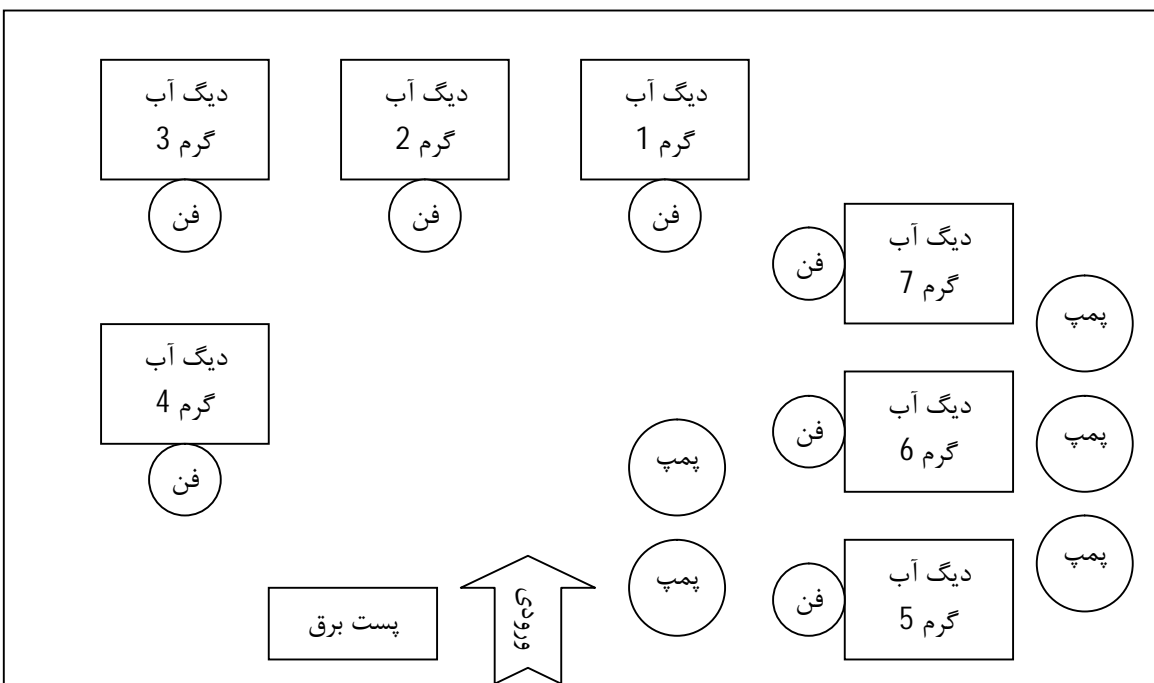 دیگ آب
گرم 1
دیگ آب
گرم 2
دیگ آب
گرم 3
فن
فن
فن
دیگ آب
گرم 7
فن
پمپ
دیگ آب
گرم 4
فن
دیگ آب
گرم 6
فن
پمپ
پمپ
دیگ آب
گرم 5
فن
پمپ
پمپ
ورودی
پست برق